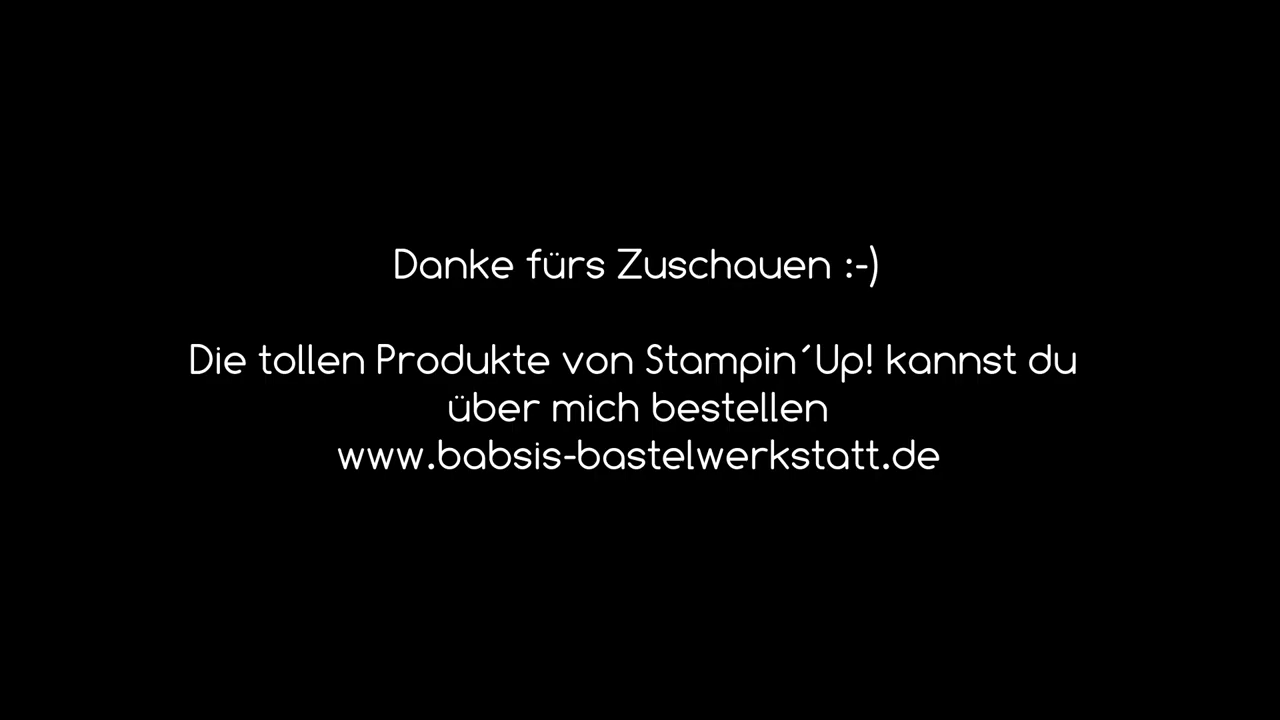 Danke fürs Zuschauen :-)
Die tollen Produkte von Stampin´Up! kannst du
über mich bestellen
www.babsis-bastelwerkstatt.de